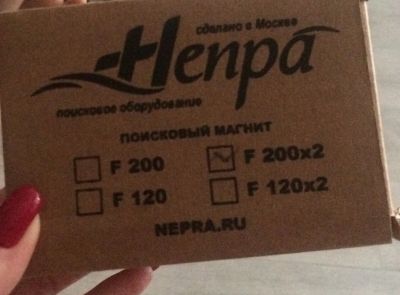 сделано в Москве
Непра
поисковое оборудование
ПОИСКОВЫЙ МАГНИТ
F 200 F 200x2
F 120 F 120x2
NEPRA.RU